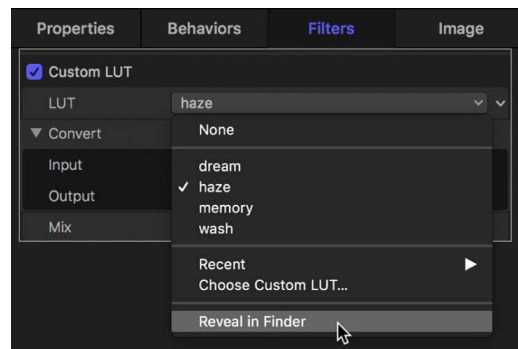 Properties Behaviors Filters Image
Custom LUT
LUT haze
Convert
None
Input
dream
Output
haze
memory
Mix
wash
Recent
Choose Custom LUT...
Reveal in Finder